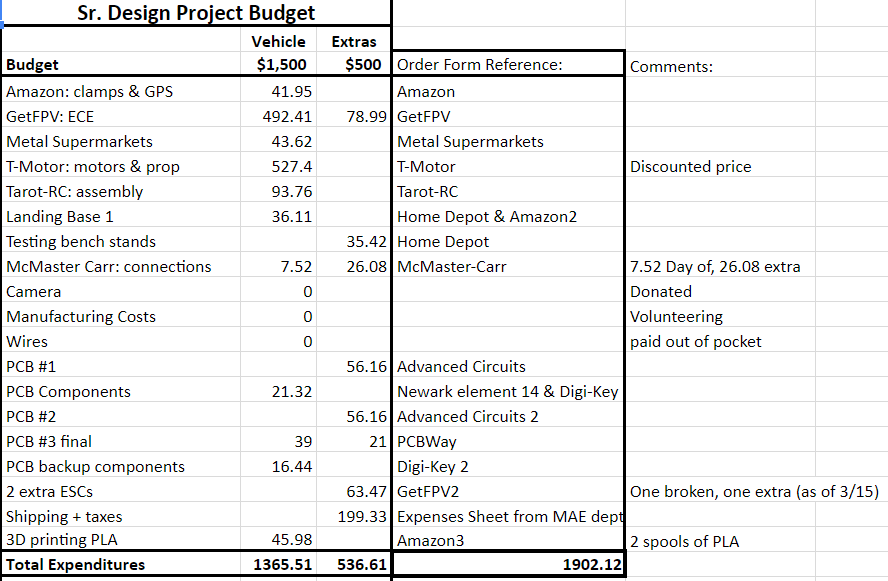 Sr. Design Project Budget
Vehicle Extras
Budget $1,500 $500 Order Form Reference: Comments:
Amazon: clamps & GPS 41.95 Amazon
GetFPV: ECE 492.41 78.99 GetFPV
Metal Supermarkets 43.62 Metal Supermarkets
T-Motor: motors & prop 527.4 T-Motor Discounted price
Tarot-RC: assembly 93.76 Tarot-RC
Landing Base 1 36.11 Home Depot & Amazon2
Testing bench stands 35.42 Home Depot
McMaster Carr: connections 7.52 26.08 McMaster-Carr 7.52 Day of, 26.08 extra
Camera 0 Donated
Manufacturing Costs 0 Volunteering
Wires 0 paid out of pocket
PCB #1 56.16 Advanced Circuits
PCB Components 21.32 Newark element 14 & Digi-Key
PCB #2 56.16 Advanced Circuits 2
PCB #3 final 39 21 PCBWay
PCB backup components 16.44 Digi-Key 2
2 extra ESCs 63.47 GetFPV2 One broken, one extra (as of 3/15)
Shipping + taxes 199.33 Expenses Sheet from MAE dept
3D printing PLA 45.98 Amazon3 2 spools of PLA
Total Expenditures 1365.51 536.61 1902.12